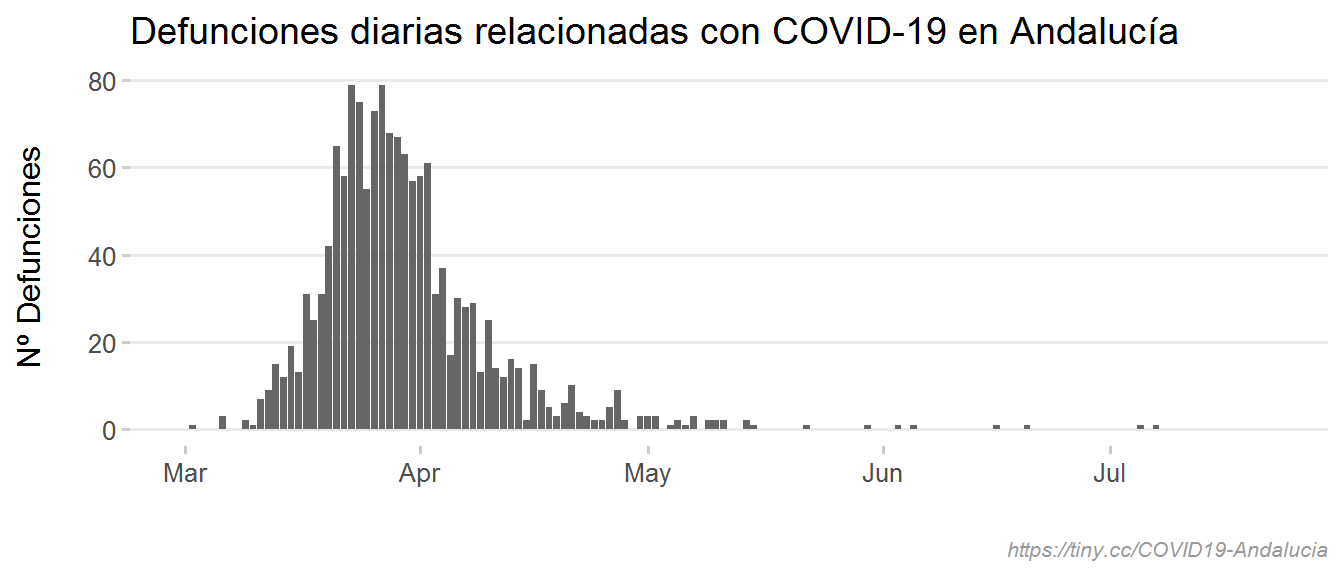 Defunciones diarias relacionadas con COVID-19 en Andalucía
Nº Defunciones
80
60
40
20
0
Mar Apr May Jun Jul
https://tiny.cc/COVID19-Andalucia